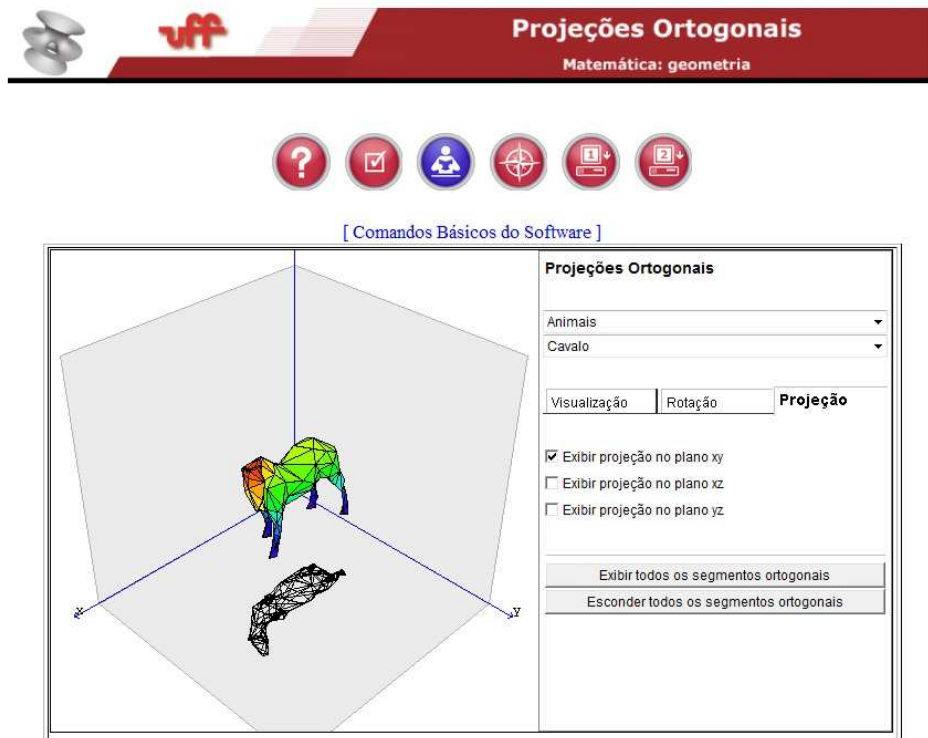 uff
Projeções Ortogonais
Matemática: geometria
?
1
2
[ Comandos Básicos do Software ]
Projeções Ortogonais
Animais
Cavalo
Visualização
Rotação
Projeção
Exibir projeção no plano xy
Exibir projeção no plano xz
Exibir projeção no plano yz
Exibir todos os segmentos ortogonais
Esconder todos os segmentos ortogonais
x
y